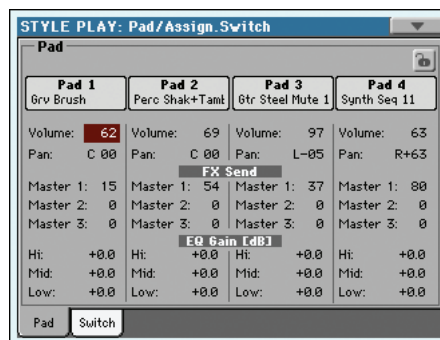 STYLE PLAY: Pad/Assign.Switch
Pad
Pad 1 Pad 2 Pad 3 Pad 4
Grv Brush Perc Shak+Tamb Gtr Steel Mute 1 Synth Seq 11
Volume: 62 Volume: 69 Volume: 97 Volume: 63
Pan: C 00 Pan: C 00 Pan: L-05 Pan: R+63
FX Send
Master 1: 15 Master 1: 54 Master 1: 37 Master 1: 80
Master 2: 0 Master 2: 0 Master 2: 0 Master 2: 0
Master 3: 0 Master 3: 0 Master 3: 0 Master 3: 0
EQ Gain [dB]
Hi: +0.0 Hi: +0.0 Hi: +0.0 Hi: +0.0
Mid: +0.0 Mid: +0.0 Mid: +0.0 Mid: +0.0
Low: +0.0 Low: +0.0 Low: +0.0 Low: +0.0
Pad Switch